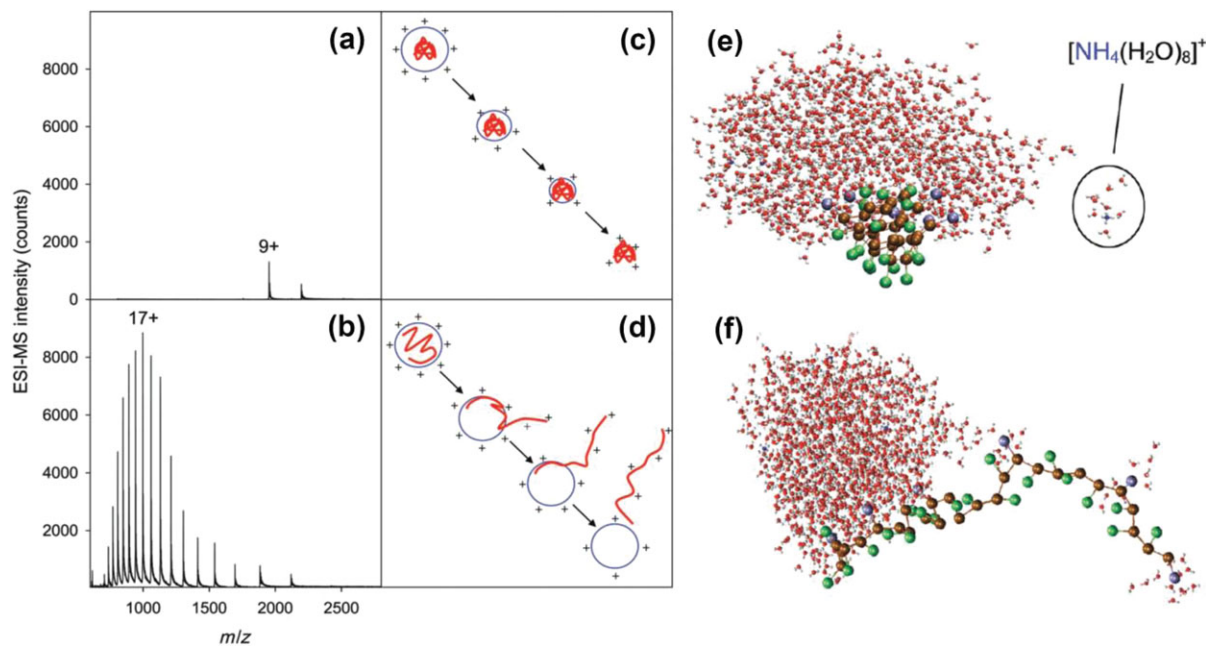 (a)
8000
6000
4000
2000
0
9+
(b)
17+
8000
6000
4000
2000
1000
1500
2000
2500
m/z
ESI-MS intensity (counts)
(c)
(d)
(e)
[NH₄(H₂O)₈]⁺
(f)